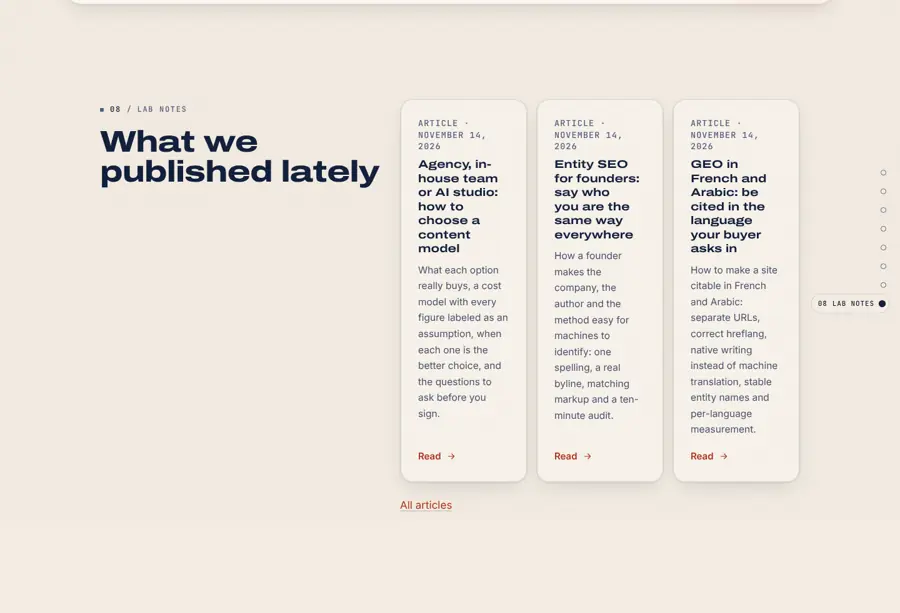 08 / LAB NOTES
What we
published lately
ARTICLE ·
NOVEMBER 14,
2026
Agency, in-
house team
or AI studio:
how to
choose a
content
model
What each option
really buys, a cost
model with every
figure labeled as an
assumption, when
each one is the
better choice, and
the questions to
ask before you
sign.
Read →
ARTICLE ·
NOVEMBER 14,
2026
Entity SEO
for founders:
say who
you are the
same way
everywhere
How a founder
makes the
company, the
author and the
method easy for
machines to
identify: one
spelling, a real
byline, matching
markup and a ten-
minute audit.
Read →
ARTICLE ·
NOVEMBER 14,
2026
GEO in
French and
Arabic: be
cited in the
language
your buyer
asks in
How to make a site
citable in French
and Arabic:
separate URLs,
correct hreflang,
native writing
instead of machine
translation, stable
entity names and
per-language
measurement.
Read →
All articles
08 LAB NOTES